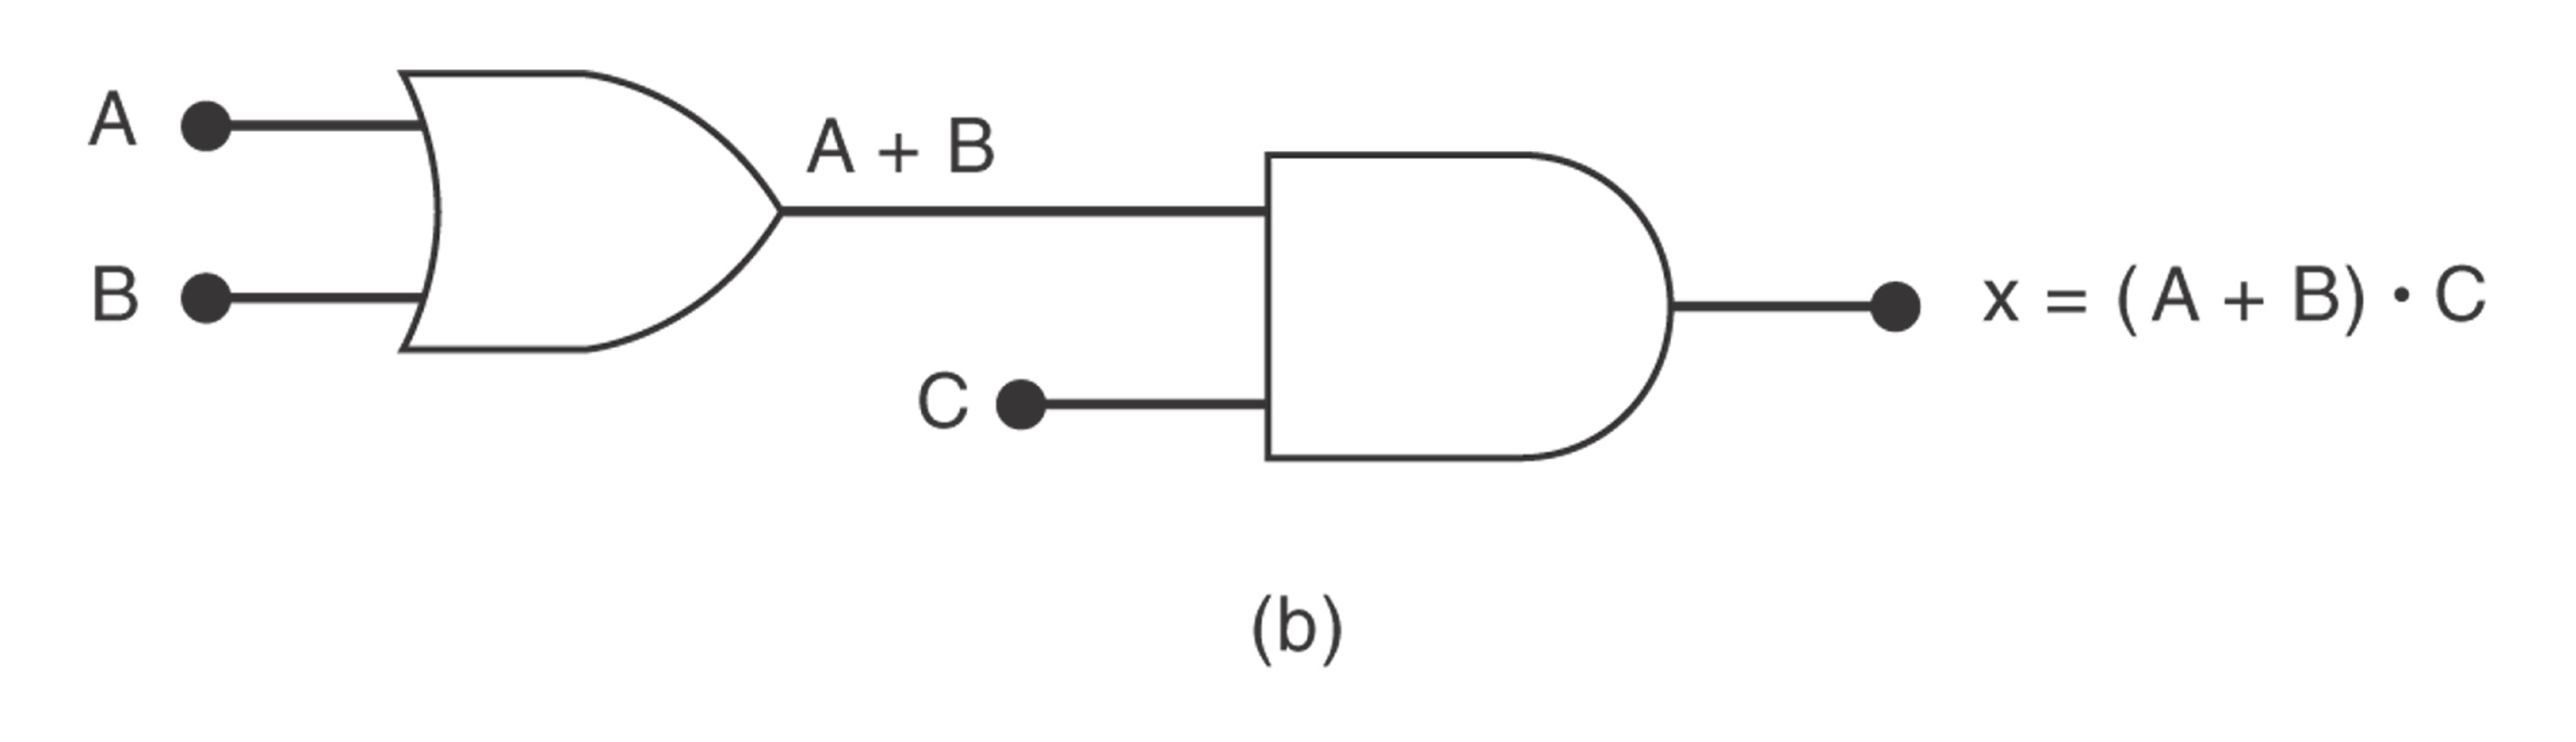 A
A + B
B
x = (A + B) · C
C
(b)